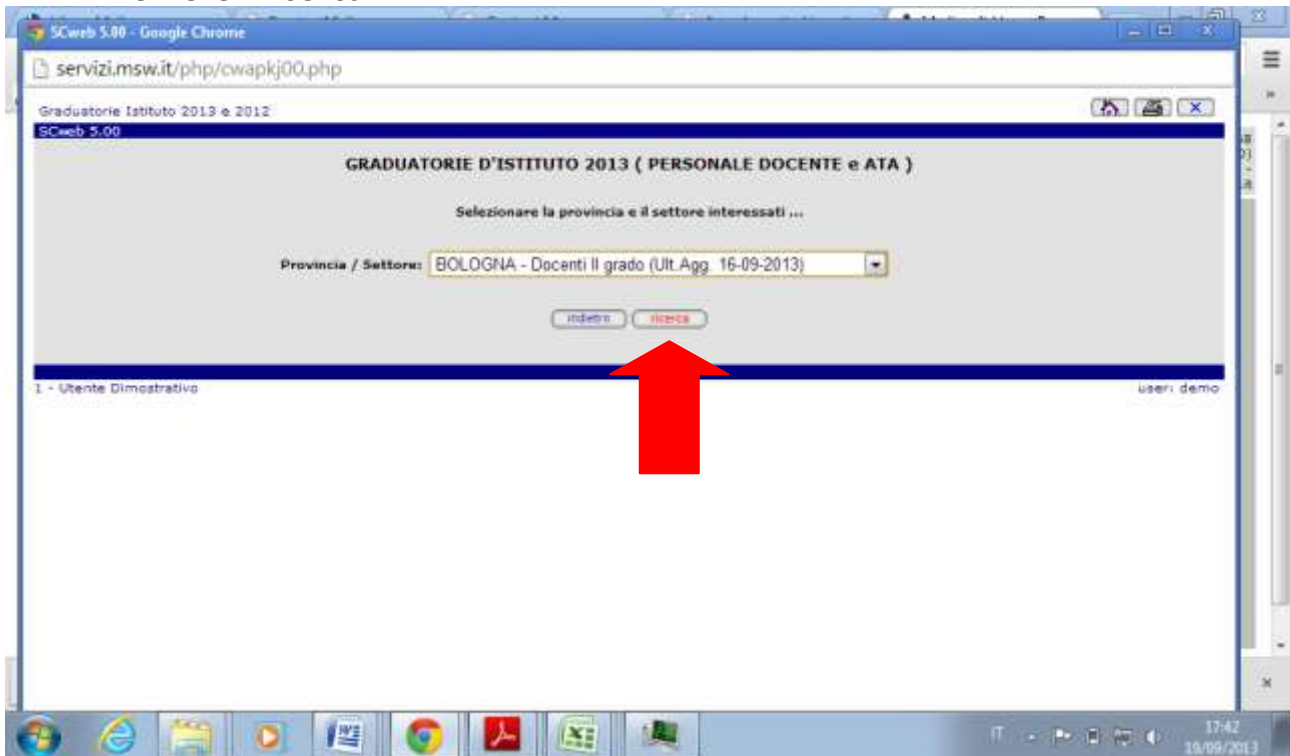 SCweb 5.00 - Google Chrome
servizi.msw.it/php/cwapkj00.php
Graduatorie Istituto 2013 e 2012
SCweb 5.00
GRADUATORIE D'ISTITUTO 2013 ( PERSONALE DOCENTE e ATA )
Selezionare la provincia e il settore interessati ...
Provincia / Settore: BOLOGNA - Docenti II grado (Ult.Agg. 16-09-2013)
indietro ricerca
1 - Utente Dimostrativo user: demo
IT 17:42
19/09/2013